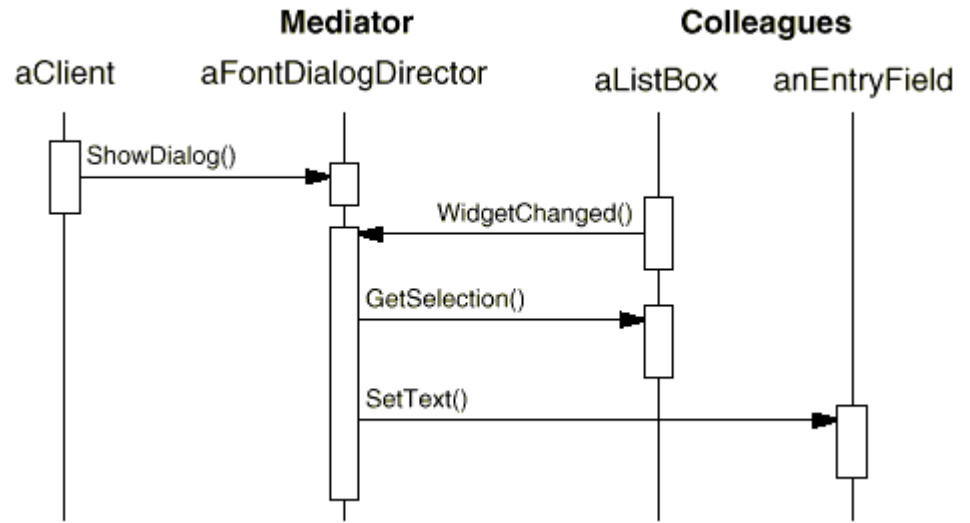 Mediator Colleagues
aClient aFontDialogDirector aListBox anEntryField
ShowDialog()
WidgetChanged()
GetSelection()
SetText()